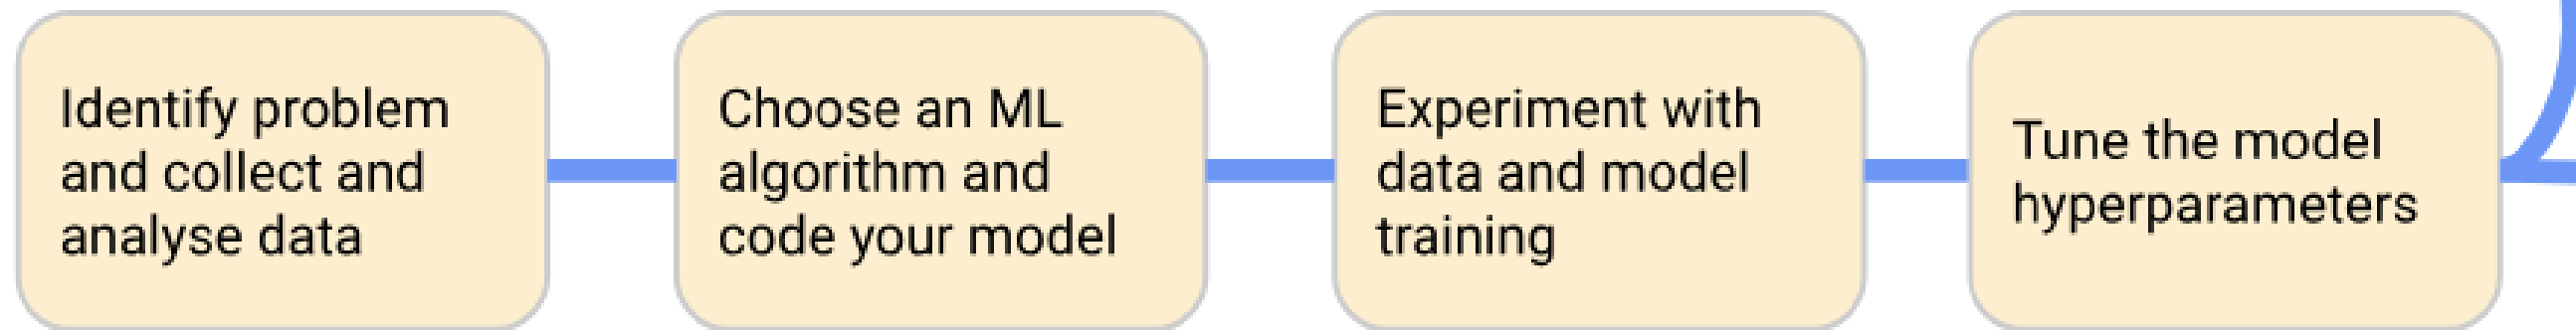 Identify problem
and collect and
analyse data
Choose an ML
algorithm and
code your model
Experiment with
data and model
training
Tune the model
hyperparameters